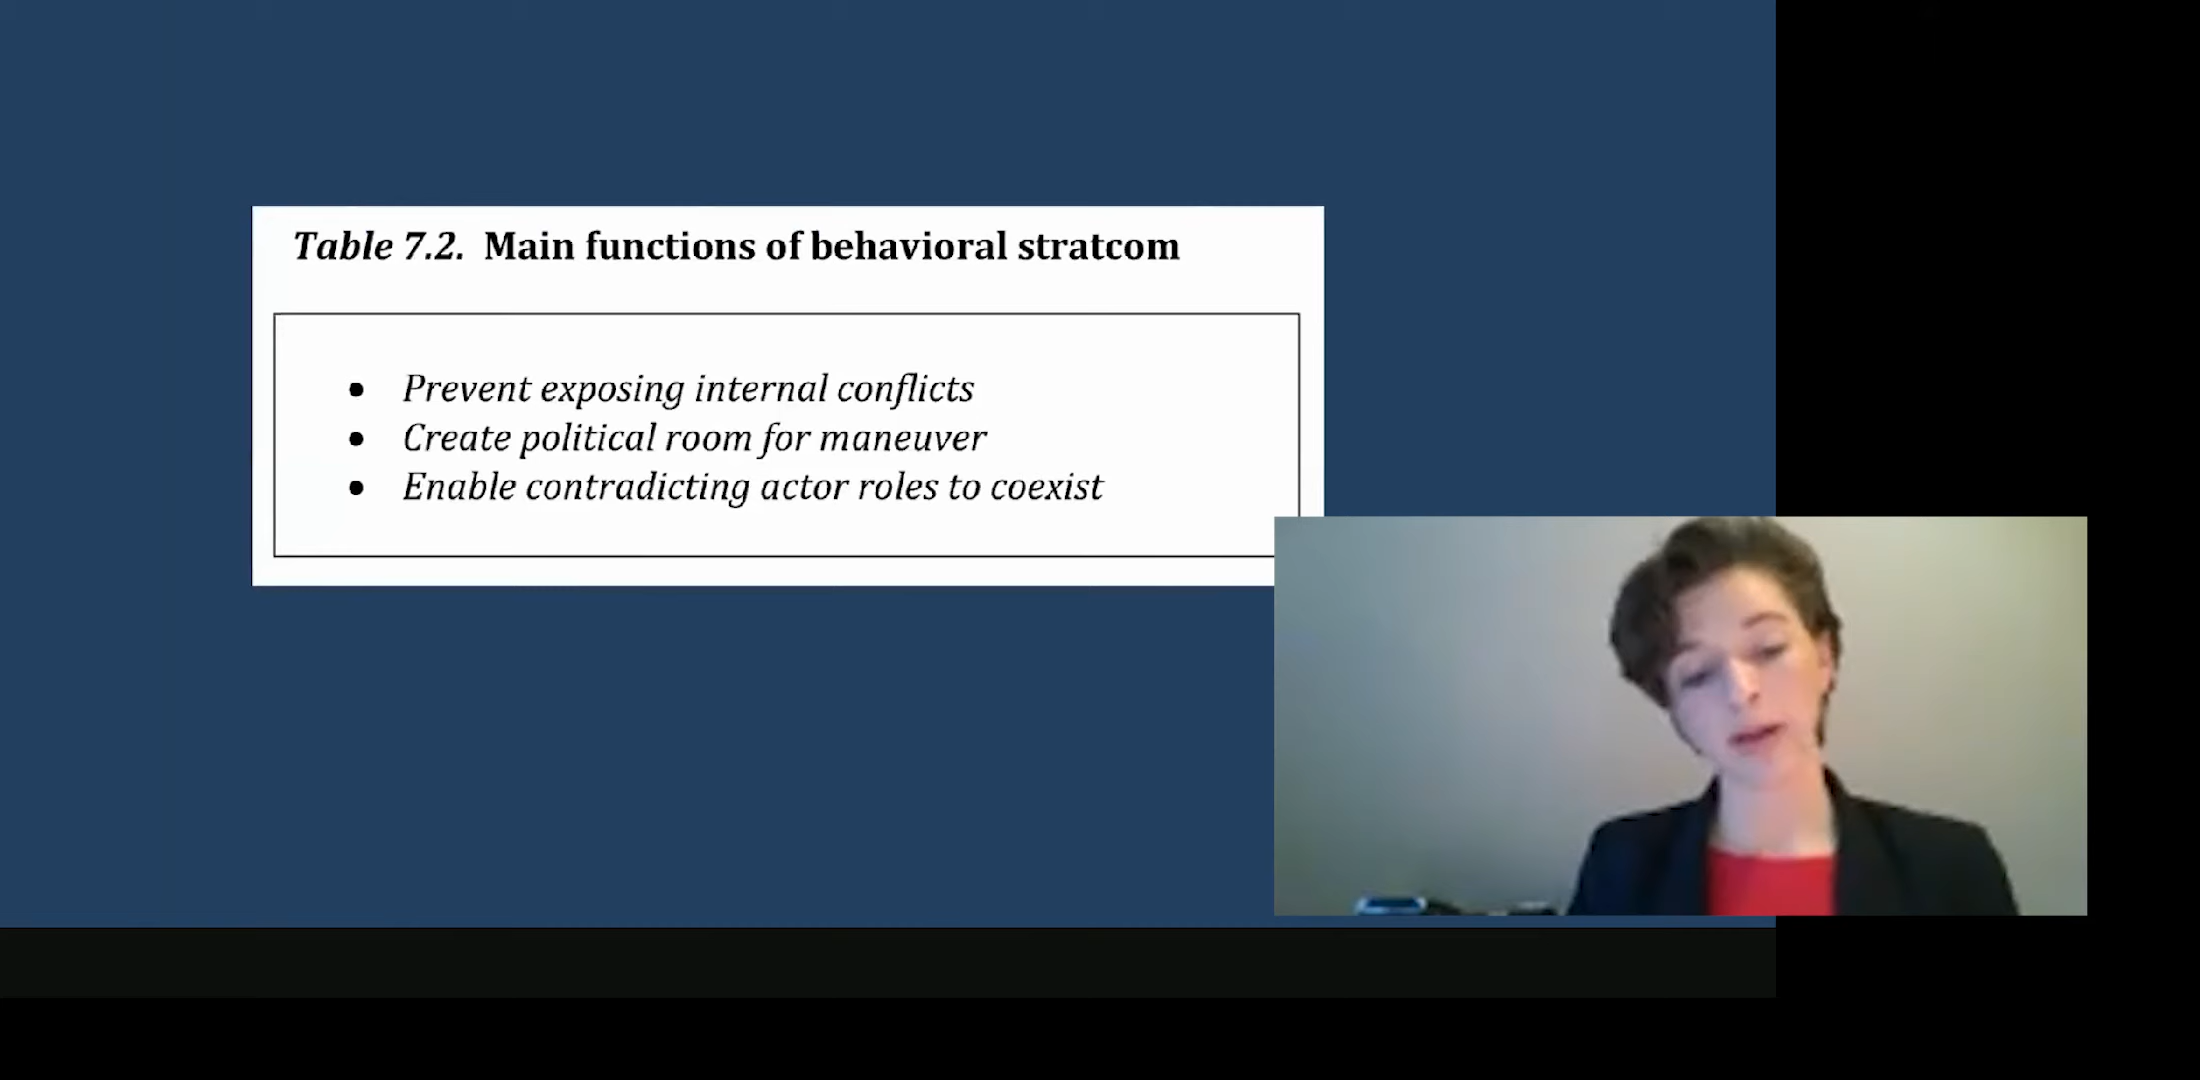 Table 7.2. Main functions of behavioral stratcom
• Prevent exposing internal conflicts
• Create political room for maneuver
• Enable contradicting actor roles to coexist